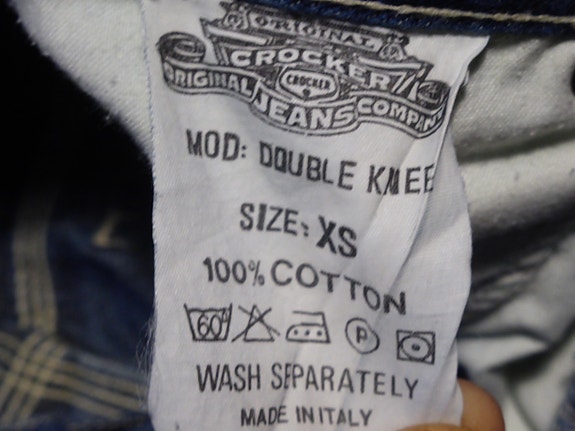 ORIGINAL
CROCKER
CROCKER
ORIGINAL JEANS COMPANY
MOD: DOUBLE KNEE
SIZE: XS
100% COTTON
60° P
WASH SEPARATELY
MADE IN ITALY